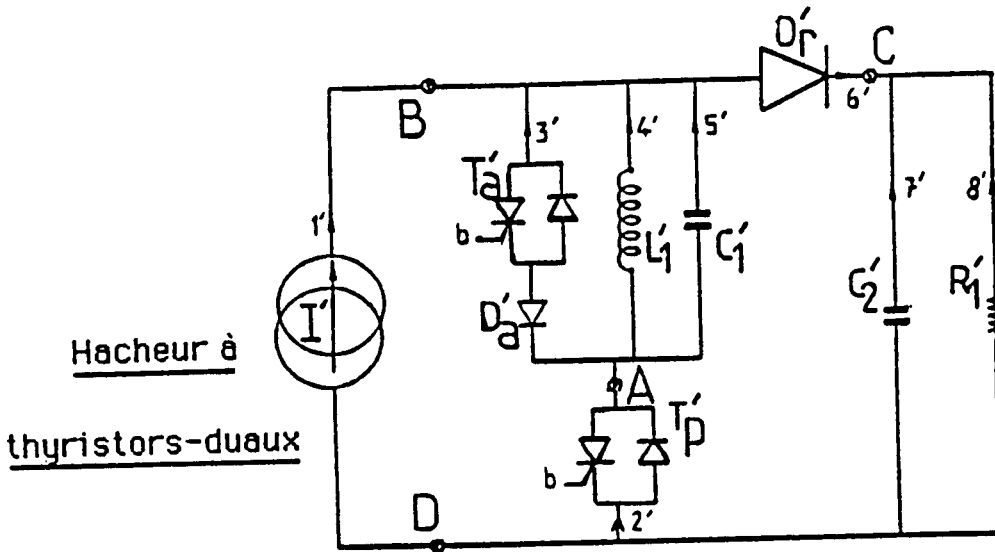 D'r
C
6'
B
3'
4'
5'
T'a
b
L'1
C'1
7'
8'
1'
I'
D'a
C'2
R'1
Hacheur à
A
T'p
thyristors-duaux
b
D
2'